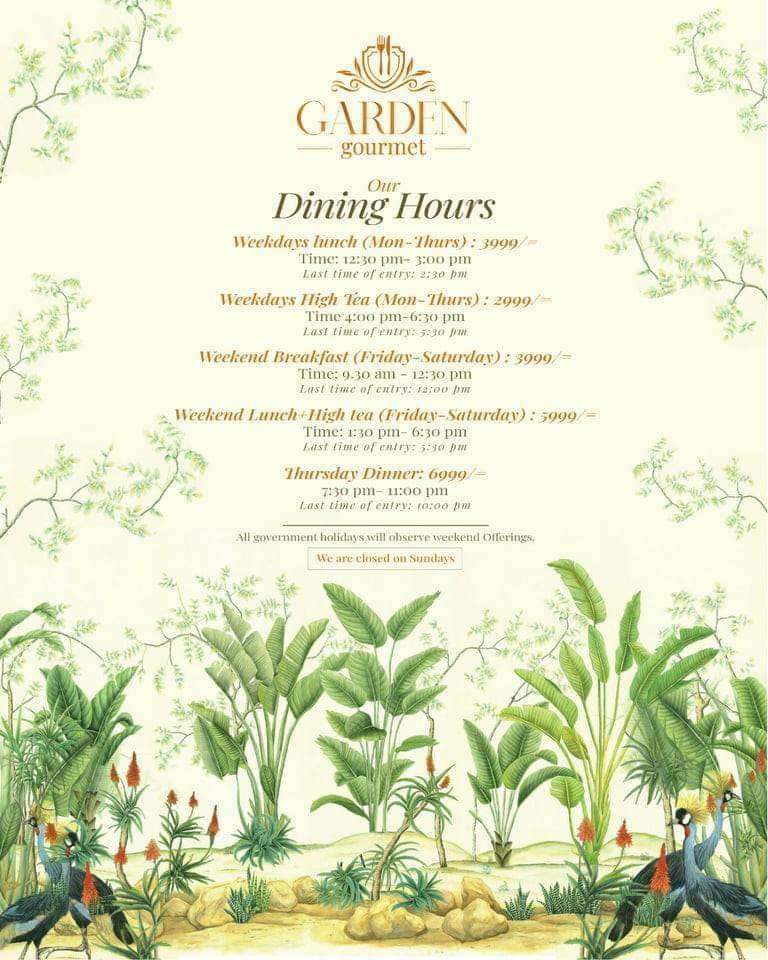 GARDEN
gourmet
Our
Dining Hours
Weekdays lunch (Mon-Thurs) : 3999/=
Time: 12:30 pm- 3:00 pm
Last time of entry: 2:30 pm
Weekdays High Tea (Mon-Thurs) : 2999/=
Time 4:00 pm-6:30 pm
Last time of entry: 5:30 pm
Weekend Breakfast (Friday-Saturday) : 3999/=
Time: 9.30 am - 12:30 pm
Last time of entry: 12:00 pm
Weekend Lunch+High tea (Friday-Saturday) : 5999/=
Time: 1:30 pm- 6:30 pm
Last time of entry: 5:30 pm
Thursday Dinner: 6999/=
7:30 pm- 11:00 pm
Last time of entry: 10:00 pm
All government holidays will observe weekend Offerings.
We are closed on Sundays